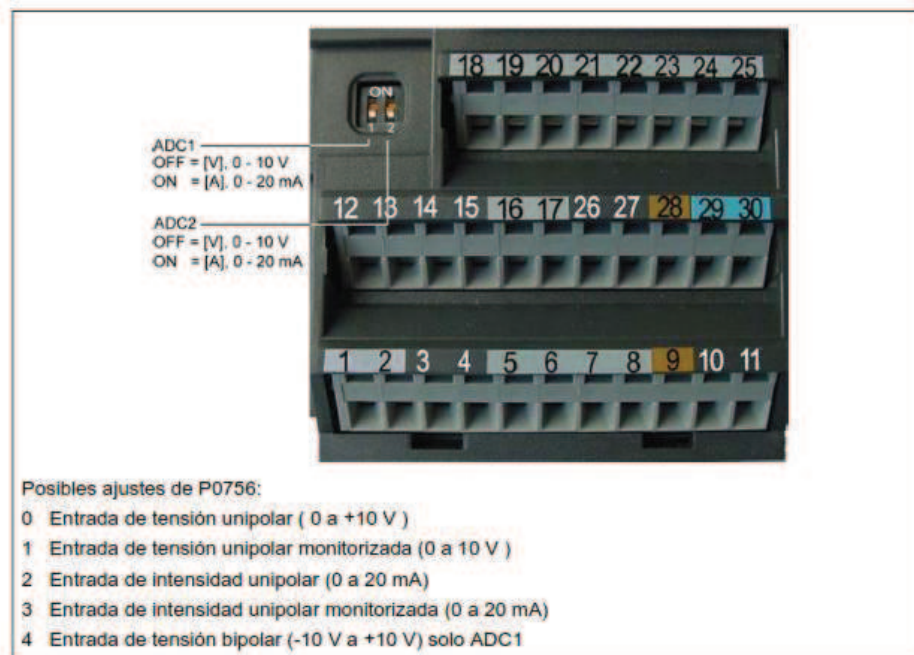 18 19 20 21 22 23 24 25
ON
1 2
ADC1
OFF = [V], 0 - 10 V
ON = [A], 0 - 20 mA
12 13 14 15 16 17 26 27 28 29 30
ADC2
OFF = [V], 0 - 10 V
ON = [A], 0 - 20 mA
1 2 3 4 5 6 7 8 9 10 11
Posibles ajustes de P0756:
0 Entrada de tensión unipolar ( 0 a +10 V )
1 Entrada de tensión unipolar monitorizada (0 a 10 V )
2 Entrada de intensidad unipolar (0 a 20 mA)
3 Entrada de intensidad unipolar monitorizada (0 a 20 mA)
4 Entrada de tensión bipolar (-10 V a +10 V) solo ADC1